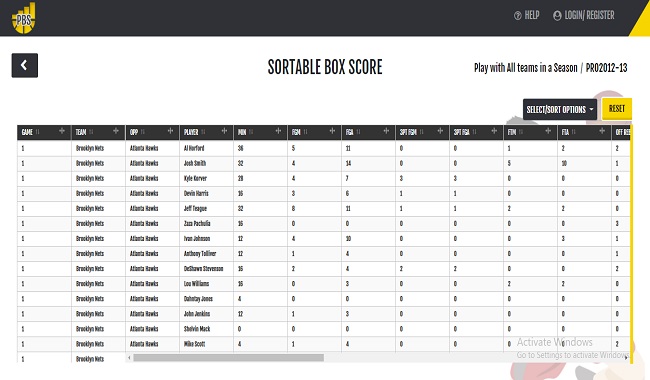 PBS
HELP
LOGIN/ REGISTER
SORTABLE BOX SCORE
Play with All teams in a Season / PRO2012-13
SELECT/SORT OPTIONS
RESET
GAME TEAM OPP PLAYER MIN FGM FGA 3PT FGM 3PT FGA FTM FTA OFF REB
1 Brooklyn Nets Atlanta Hawks Al Horford 36 5 11 0 0 1 2 2
1 Brooklyn Nets Atlanta Hawks Josh Smith 32 4 14 0 0 5 10 1
1 Brooklyn Nets Atlanta Hawks Kyle Korver 28 4 7 3 3 0 0 0
1 Brooklyn Nets Atlanta Hawks Devin Harris 16 3 6 1 1 0 0 0
1 Brooklyn Nets Atlanta Hawks Jeff Teague 32 8 11 1 1 2 2 0
1 Brooklyn Nets Atlanta Hawks Zaza Pachulia 16 0 0 0 0 0 0 3
1 Brooklyn Nets Atlanta Hawks Ivan Johnson 12 4 10 0 0 1 3 1
1 Brooklyn Nets Atlanta Hawks Anthony Tolliver 12 1 4 0 0 0 0 1
1 Brooklyn Nets Atlanta Hawks DeShawn Stevenson 16 2 4 2 2 0 0 2
1 Brooklyn Nets Atlanta Hawks Lou Williams 16 0 3 0 0 2 2 0
1 Brooklyn Nets Atlanta Hawks Dahntay Jones 4 0 0 0 0 0 0 0
1 Brooklyn Nets Atlanta Hawks John Jenkins 12 1 3 0 0 0 0 0
1 Brooklyn Nets Atlanta Hawks Shelvin Mack 0 0 0 0 0 0 0 0
1 Brooklyn Nets Atlanta Hawks Mike Scott 4 1 4 0 0 0 0 2
1 Brooklyn Nets
Activate Windows
Go to Settings to activate Windows